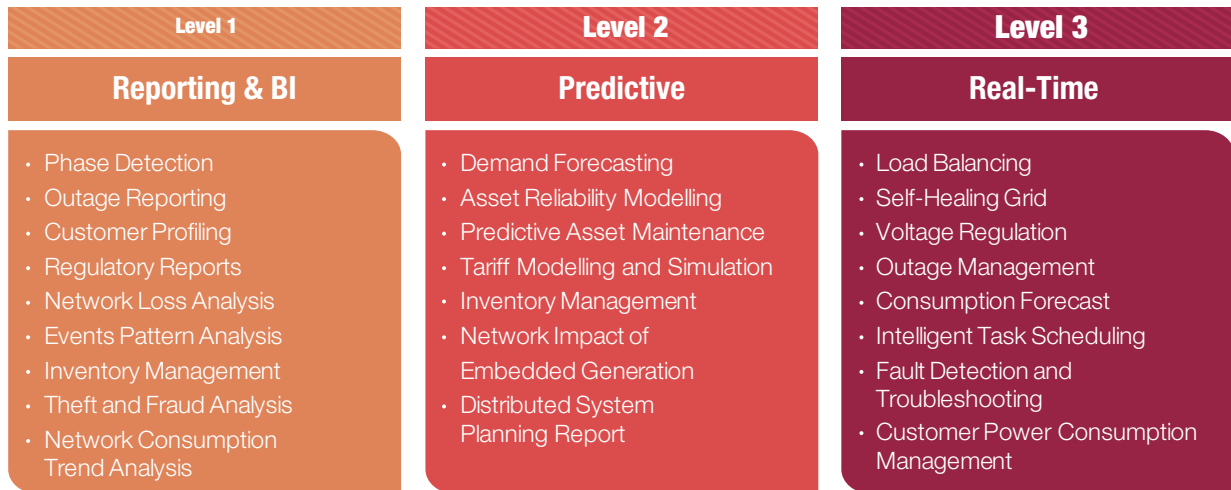 Level 1
Reporting & BI
• Phase Detection
• Outage Reporting
• Customer Profiling
• Regulatory Reports
• Network Loss Analysis
• Events Pattern Analysis
• Inventory Management
• Theft and Fraud Analysis
• Network Consumption
Trend Analysis
Level 2
Predictive
• Demand Forecasting
• Asset Reliability Modelling
• Predictive Asset Maintenance
• Tariff Modelling and Simulation
• Inventory Management
• Network Impact of
Embedded Generation
• Distributed System
Planning Report
Level 3
Real-Time
• Load Balancing
• Self-Healing Grid
• Voltage Regulation
• Outage Management
• Consumption Forecast
• Intelligent Task Scheduling
• Fault Detection and
Troubleshooting
• Customer Power Consumption
Management